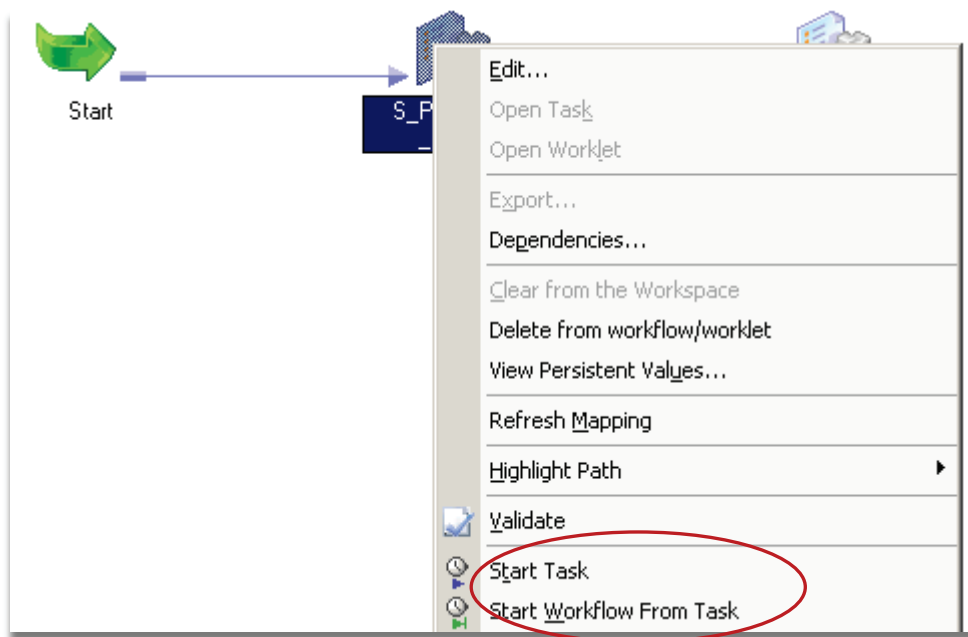 Start
S_P
_
Edit...
Open Task
Open Worklet
Export...
Dependencies...
Clear from the Workspace
Delete from workflow/worklet
View Persistent Values...
Refresh Mapping
Highlight Path
Validate
Start Task
Start Workflow From Task